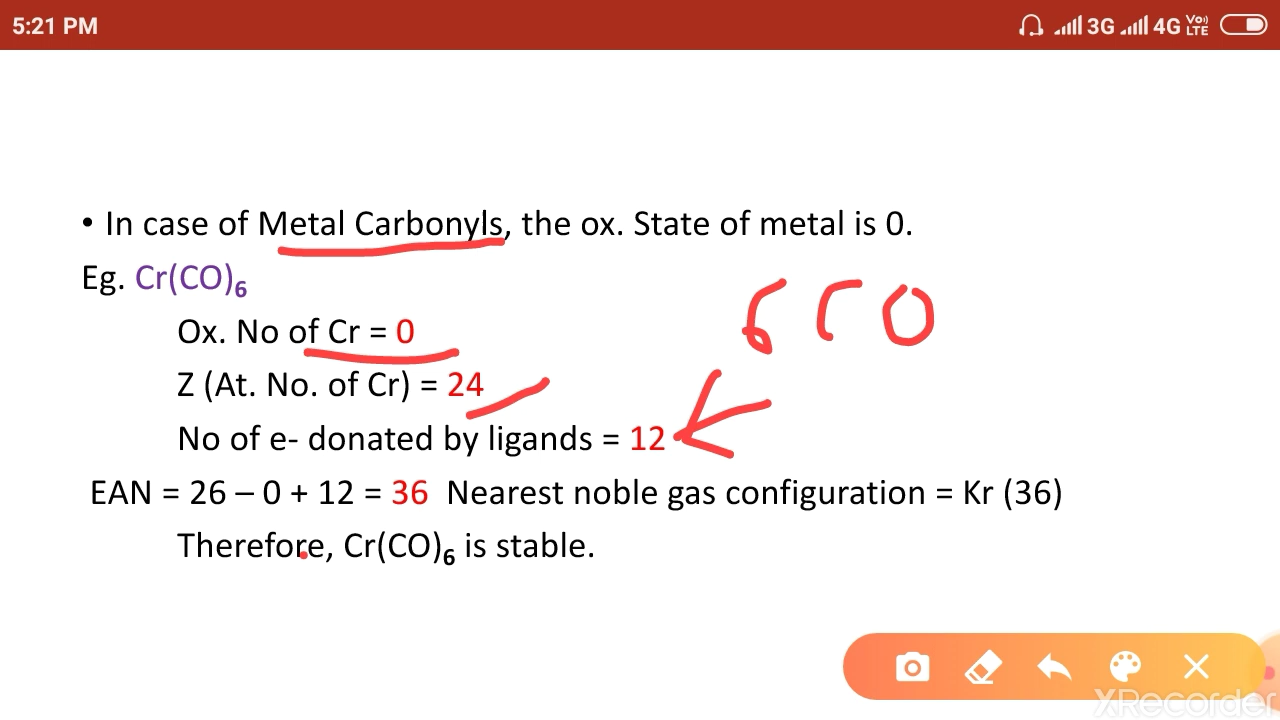 5:21 PM 3G 4G Vo)) LTE
• In case of Metal Carbonyls, the ox. State of metal is 0.
Eg. Cr(CO)₆
6 CO
Ox. No of Cr = 0
Z (At. No. of Cr) = 24
No of e- donated by ligands = 12
EAN = 26 – 0 + 12 = 36 Nearest noble gas configuration = Kr (36)
Therefore, Cr(CO)₆ is stable.
XRecorder